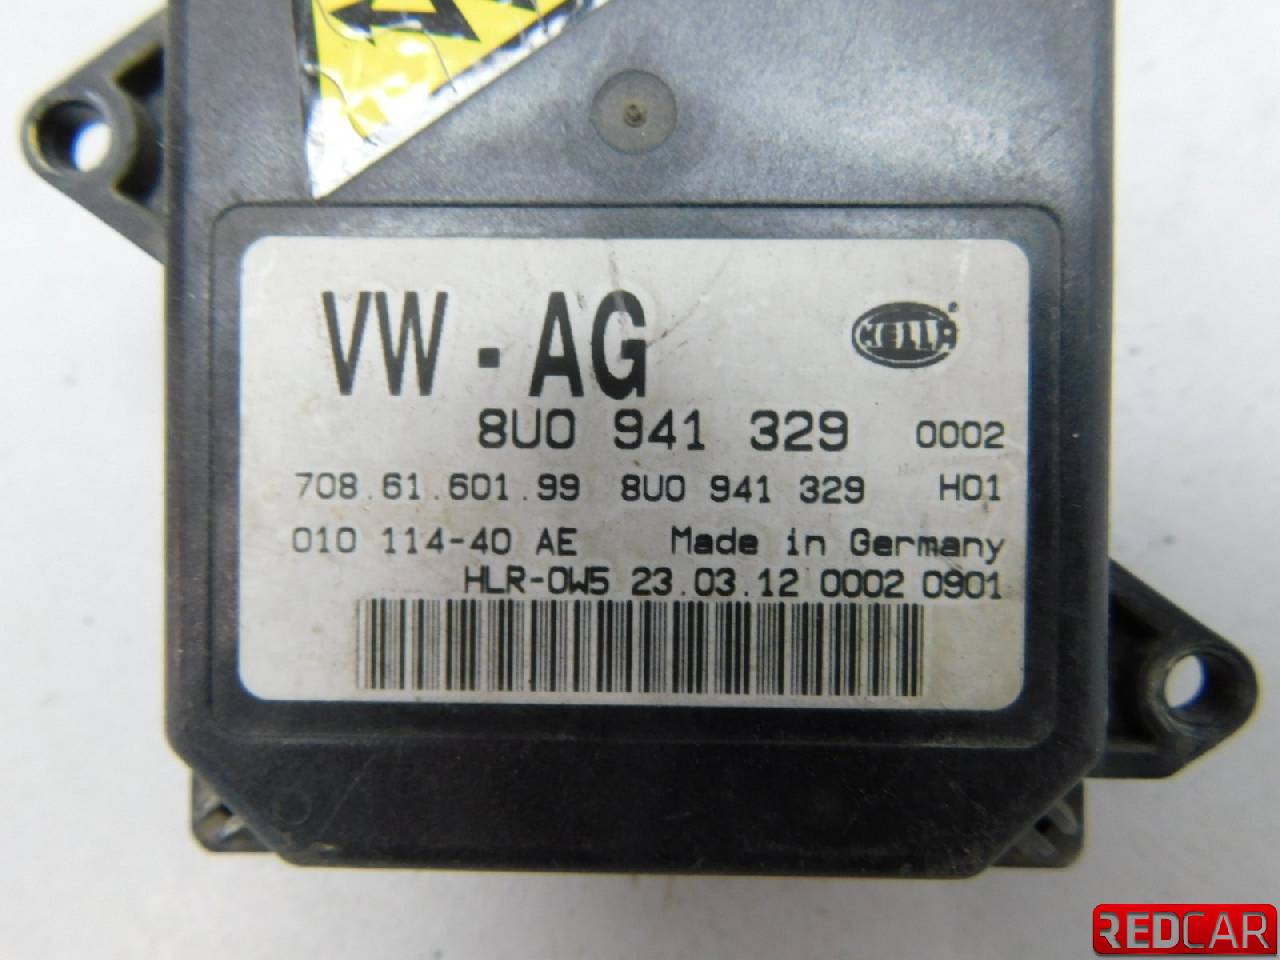 VW - AG
HELLA
8U0 941 329 0002
708.61.601.99 8U0 941 329 H01
010 114-40 AE Made in Germany
HLR-0W5 23.03.12 0002 0901
REDCAR